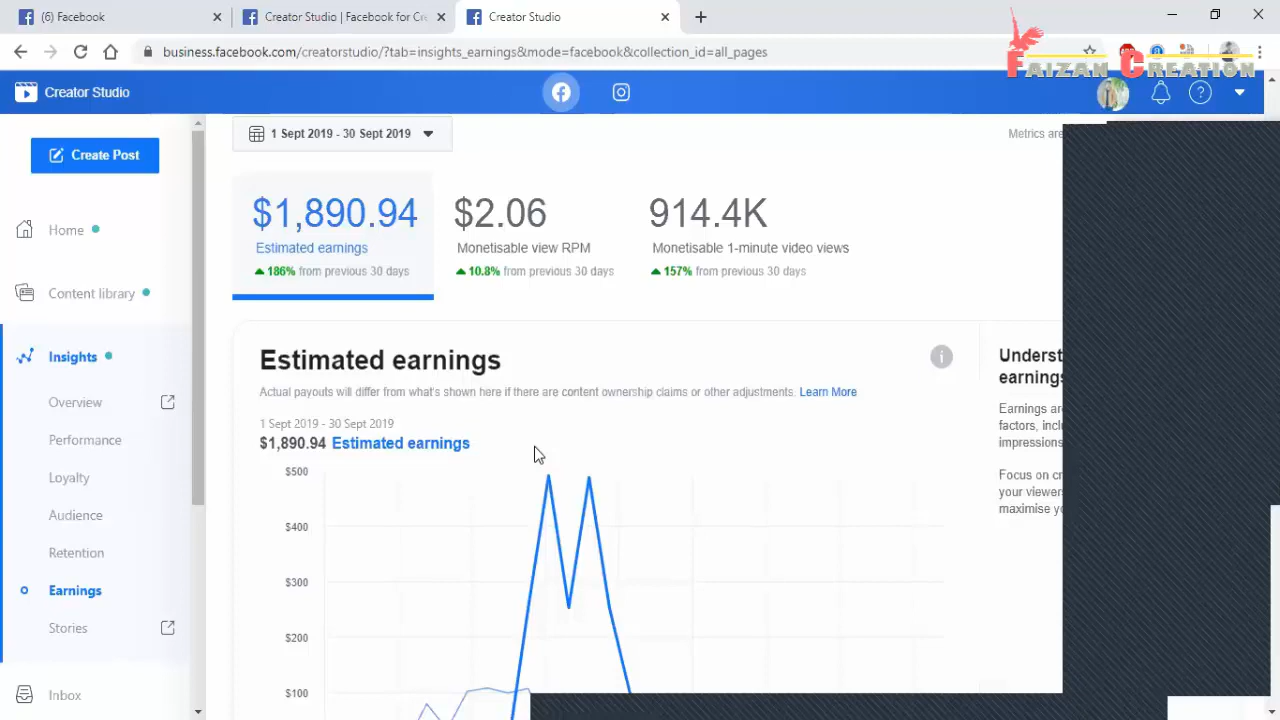 (6) Facebook
Creator Studio | Facebook for Cr
Creator Studio
business.facebook.com/creatorstudio/?tab=insights_earnings&mode=facebook&collection_id=all_pages
FAIZAN CREATION
Creator Studio
Create Post
Home
Content library
Insights
Overview
Performance
Loyalty
Audience
Retention
Earnings
Stories
Inbox
1 Sept 2019 - 30 Sept 2019
Metrics are
$1,890.94
Estimated earnings
186% from previous 30 days
$2.06
Monetisable view RPM
10.8% from previous 30 days
914.4K
Monetisable 1-minute video views
157% from previous 30 days
Estimated earnings
Actual payouts will differ from what's shown here if there are content ownership claims or other adjustments. Learn More
1 Sept 2019 - 30 Sept 2019
$1,890.94 Estimated earnings
$500
$400
$300
$200
$100
Underst
earnings
Earnings ar
factors, incl
impressions
Focus on cr
your viewer
maximise yo